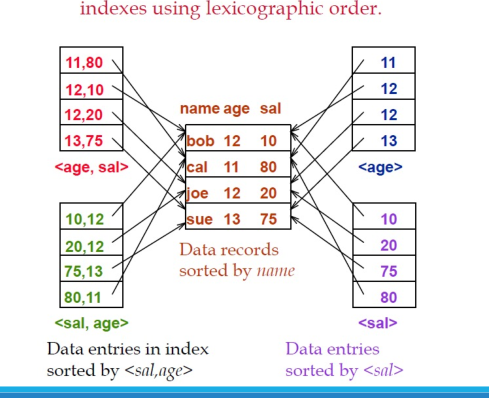 indexes using lexicographic order.
11,80
12,10
12,20
13,75
<age, sal>
name age sal
bob 12 10
cal 11 80
joe 12 20
sue 13 75
Data records
sorted by name
11
12
12
13
<age>
10,12
20,12
75,13
80,11
<sal, age>
10
20
75
80
<sal>
Data entries in index
sorted by <sal,age>
Data entries
sorted by <sal>